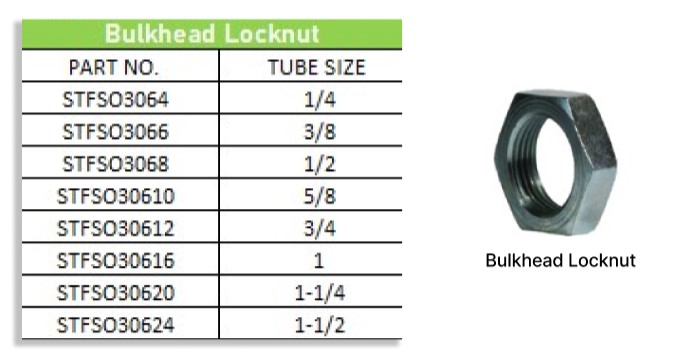 Bulkhead Locknut
PART NO. TUBE SIZE
STFSO3064 1/4
STFSO3066 3/8
STFSO3068 1/2
STFSO30610 5/8
STFSO30612 3/4
STFSO30616 1
STFSO30620 1-1/4
STFSO30624 1-1/2
Bulkhead Locknut